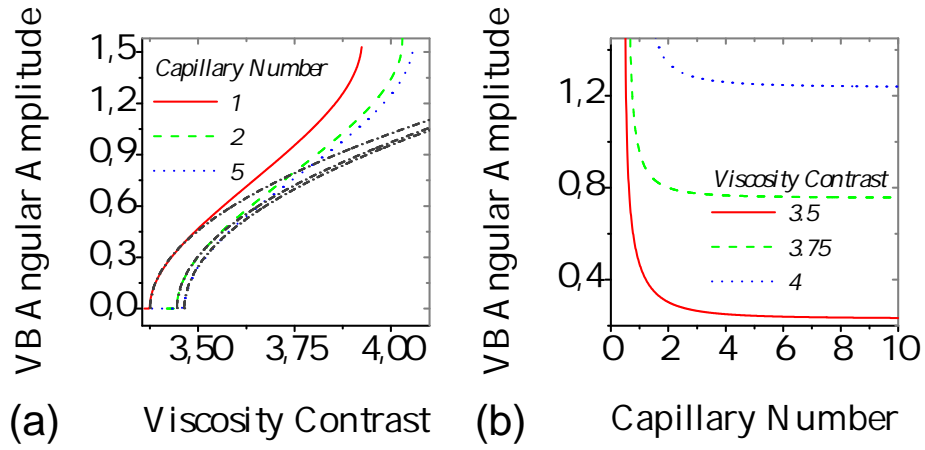 VB Angular Amplitude
1,5
1,2
0,9
0,6
0,3
0,0
Capillary Number
1
2
5
3,50 3,75 4,00
(a) Viscosity Contrast
VB Angular Amplitude
1,2
0,8
0,4
Viscosity Contrast
3.5
3.75
4
0 2 4 6 8 10
(b) Capillary Number